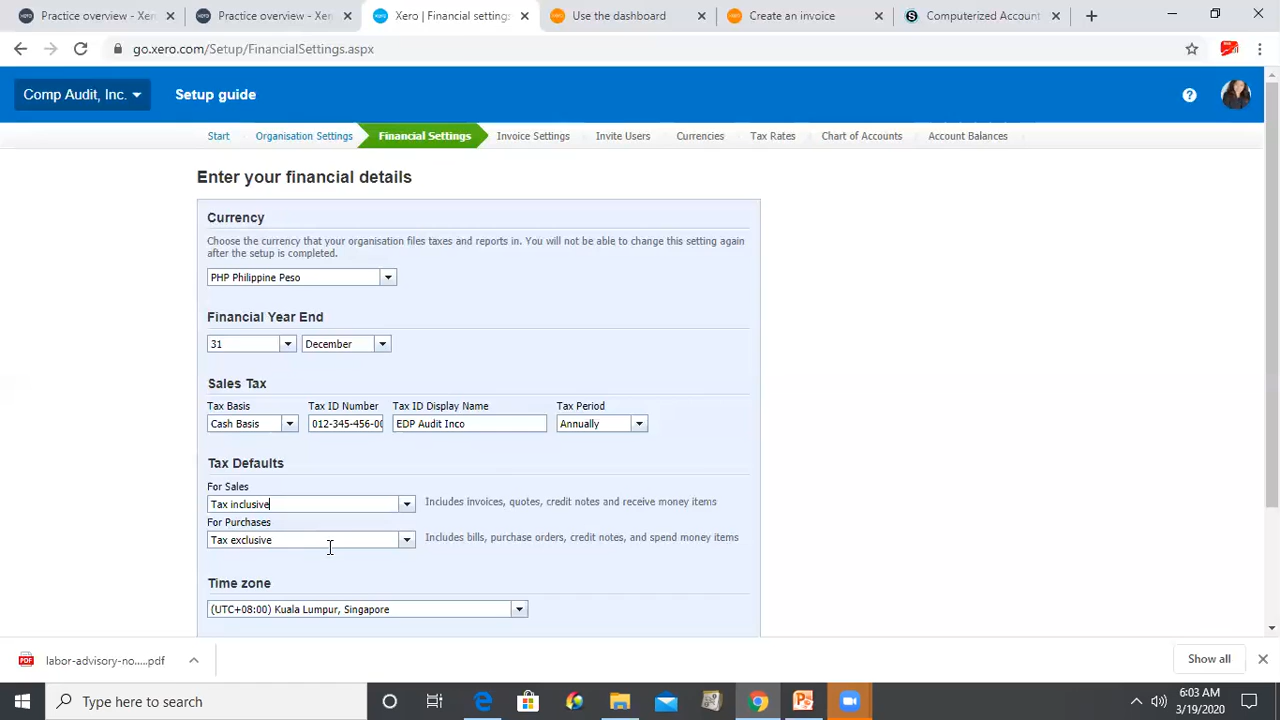 Practice overview - Xer
Practice overview - Xer
Xero | Financial setting
Use the dashboard
Create an invoice
Computerized Account
go.xero.com/Setup/FinancialSettings.aspx
Comp Audit, Inc.
Setup guide
Start
Organisation Settings
Financial Settings
Invoice Settings
Invite Users
Currencies
Tax Rates
Chart of Accounts
Account Balances
Enter your financial details
Currency
Choose the currency that your organisation files taxes and reports in. You will not be able to change this setting again
after the setup is completed.
PHP Philippine Peso
Financial Year End
31
December
Sales Tax
Tax Basis
Tax ID Number
Tax ID Display Name
Tax Period
Cash Basis
012-345-456-00
EDP Audit Inco
Annually
Tax Defaults
For Sales
Tax inclusive
Includes invoices, quotes, credit notes and receive money items
For Purchases
Tax exclusive
Includes bills, purchase orders, credit notes, and spend money items
Time zone
(UTC+08:00) Kuala Lumpur, Singapore
labor-advisory-no.....pdf
Show all
Type here to search
6:03 AM
3/19/2020